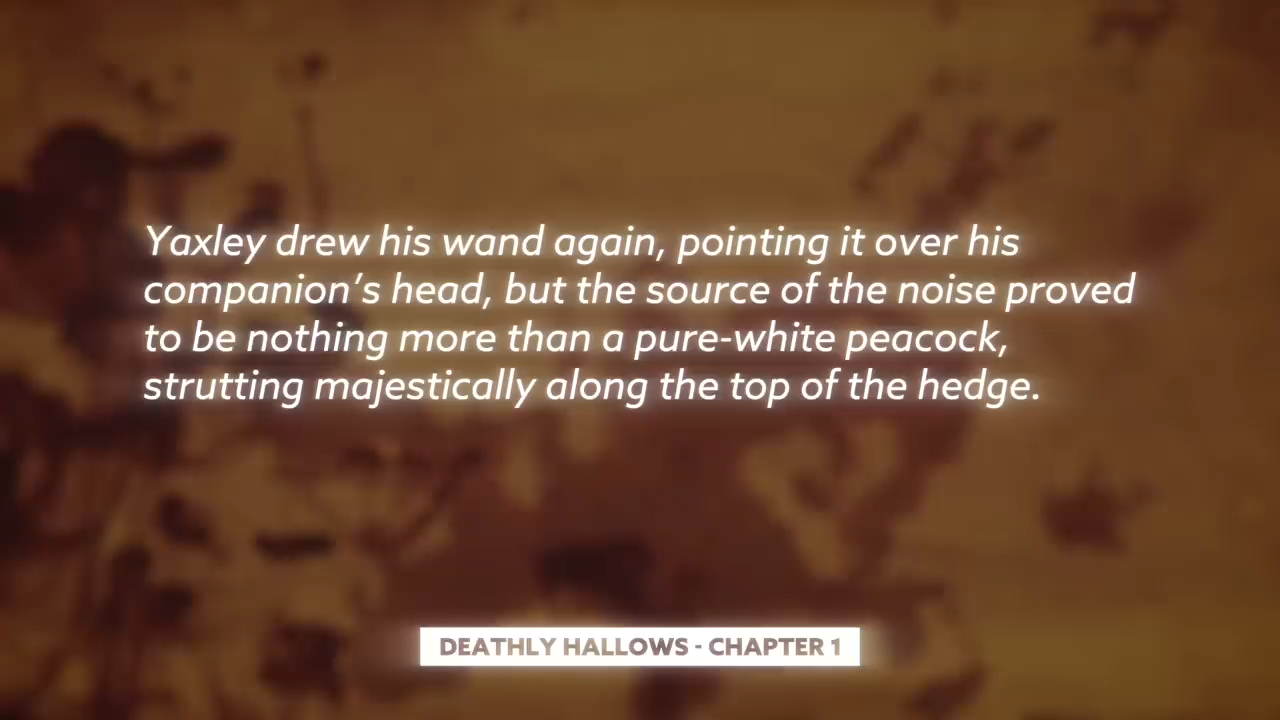 Yaxley drew his wand again, pointing it over his
companion’s head, but the source of the noise proved
to be nothing more than a pure-white peacock,
strutting majestically along the top of the hedge.
DEATHLY HALLOWS - CHAPTER 1